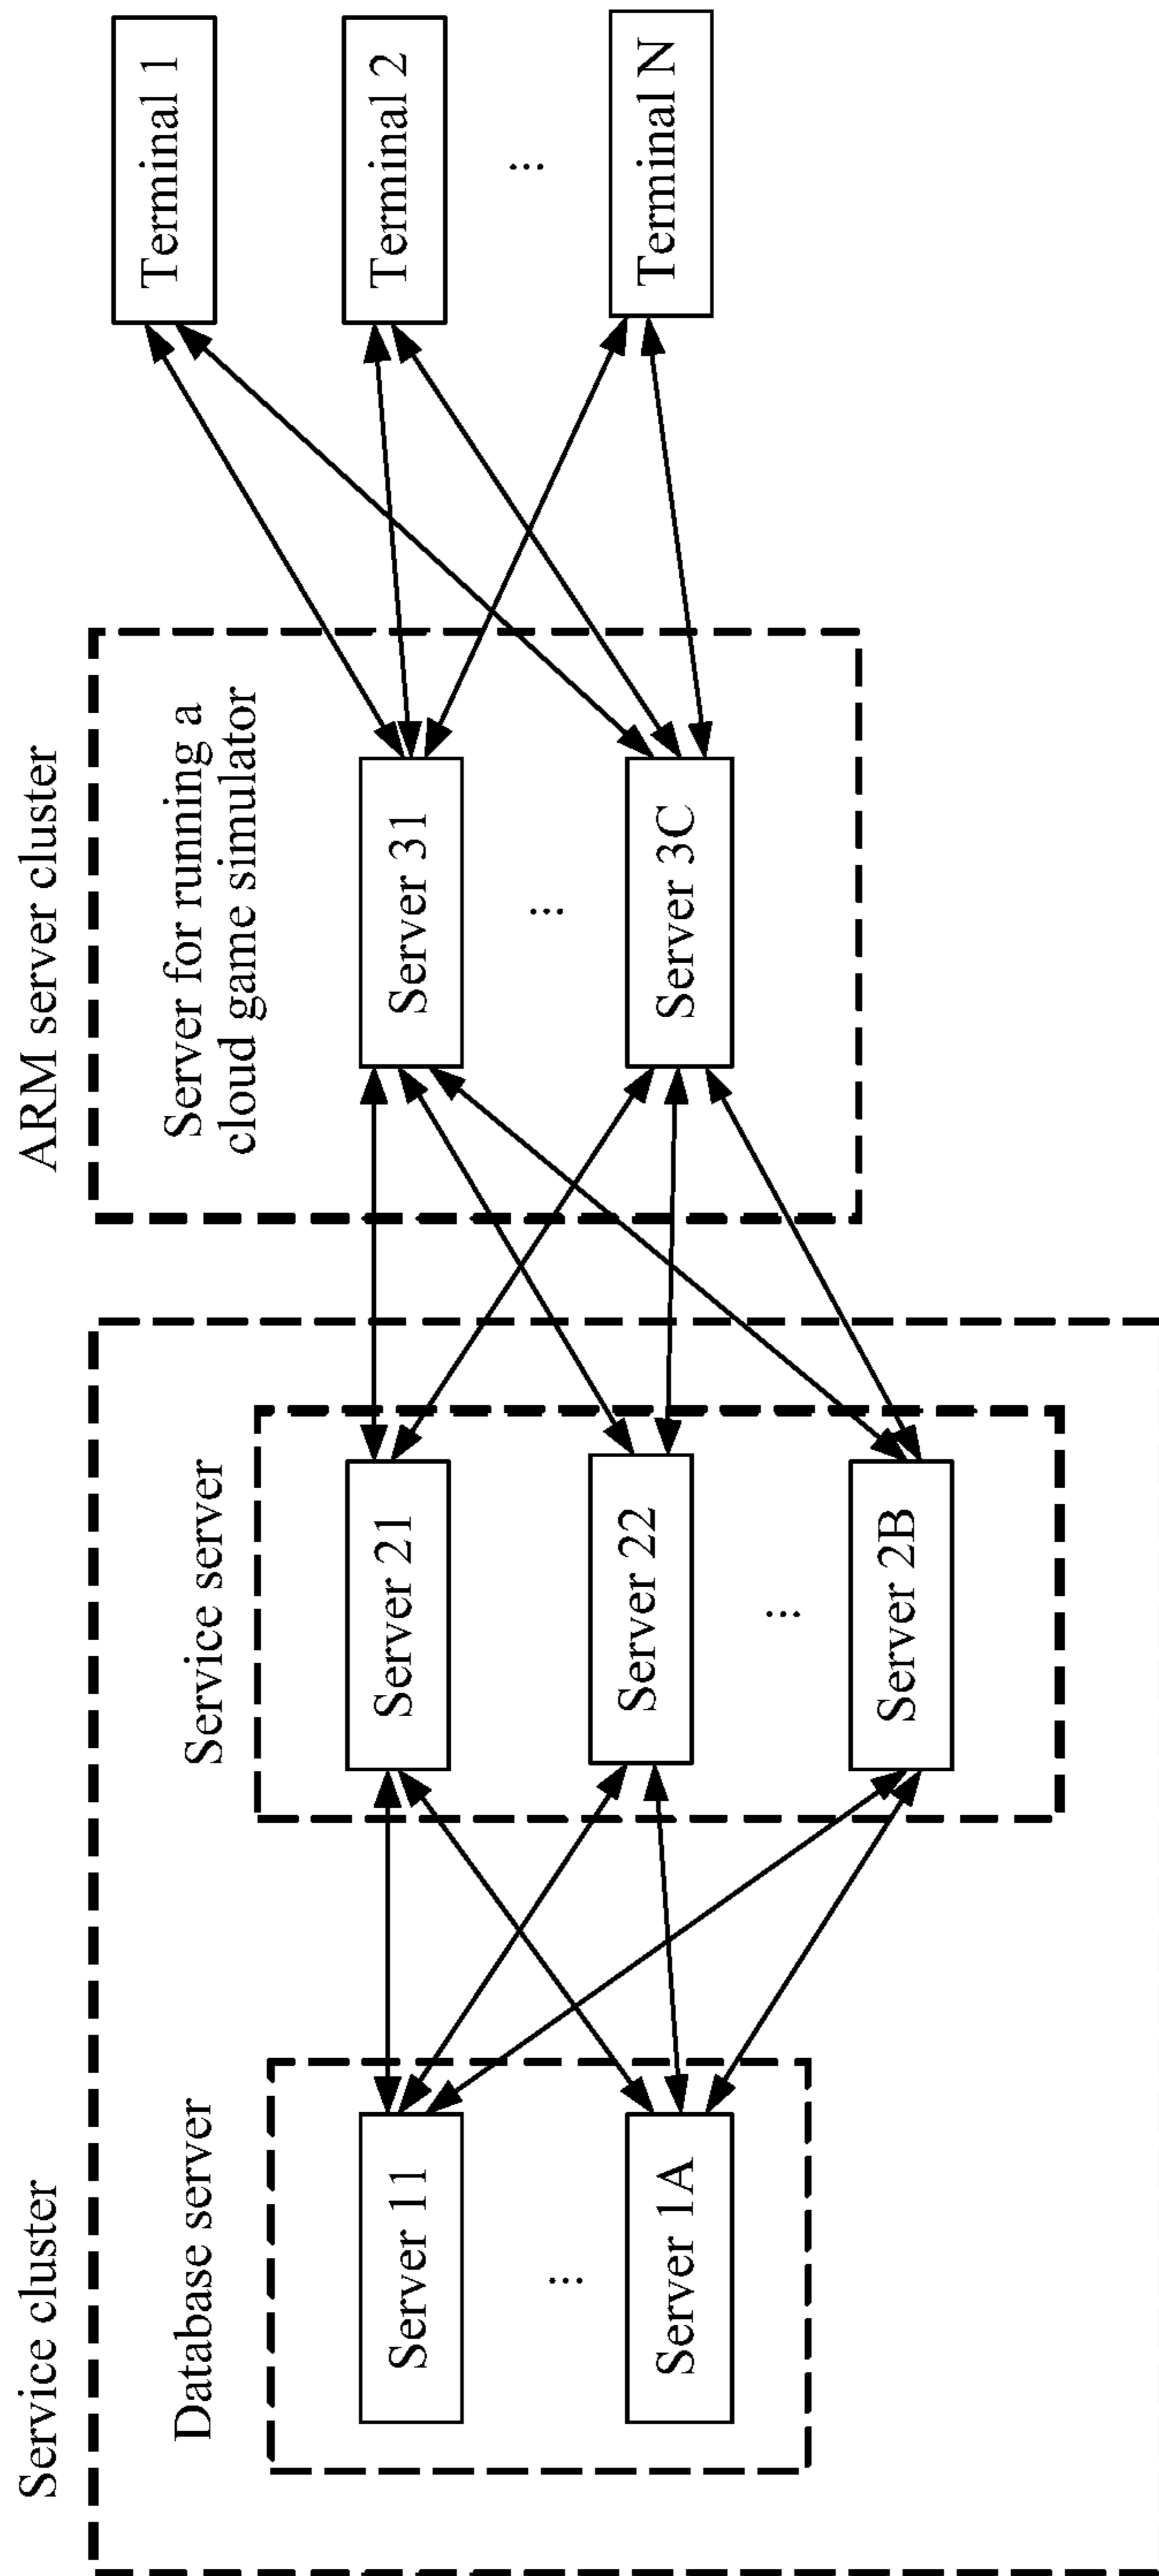 Service cluster
Database server
Server 11
...
Server 1A
Service server
Server 21
Server 22
...
Server 2B
ARM server cluster
Server for running a
cloud game simulator
Server 31
...
Server 3C
Terminal 1
Terminal 2
...
Terminal N